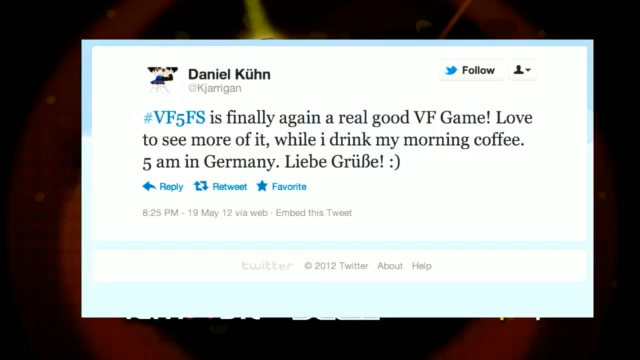 Daniel Kühn
@Kjarrigan
Follow
#VF5FS is finally again a real good VF Game! Love
to see more of it, while i drink my morning coffee.
5 am in Germany. Liebe Grüße! :)
Reply Retweet Favorite
8:25 PM - 19 May 12 via web · Embed this Tweet
twitter © 2012 Twitter About Help